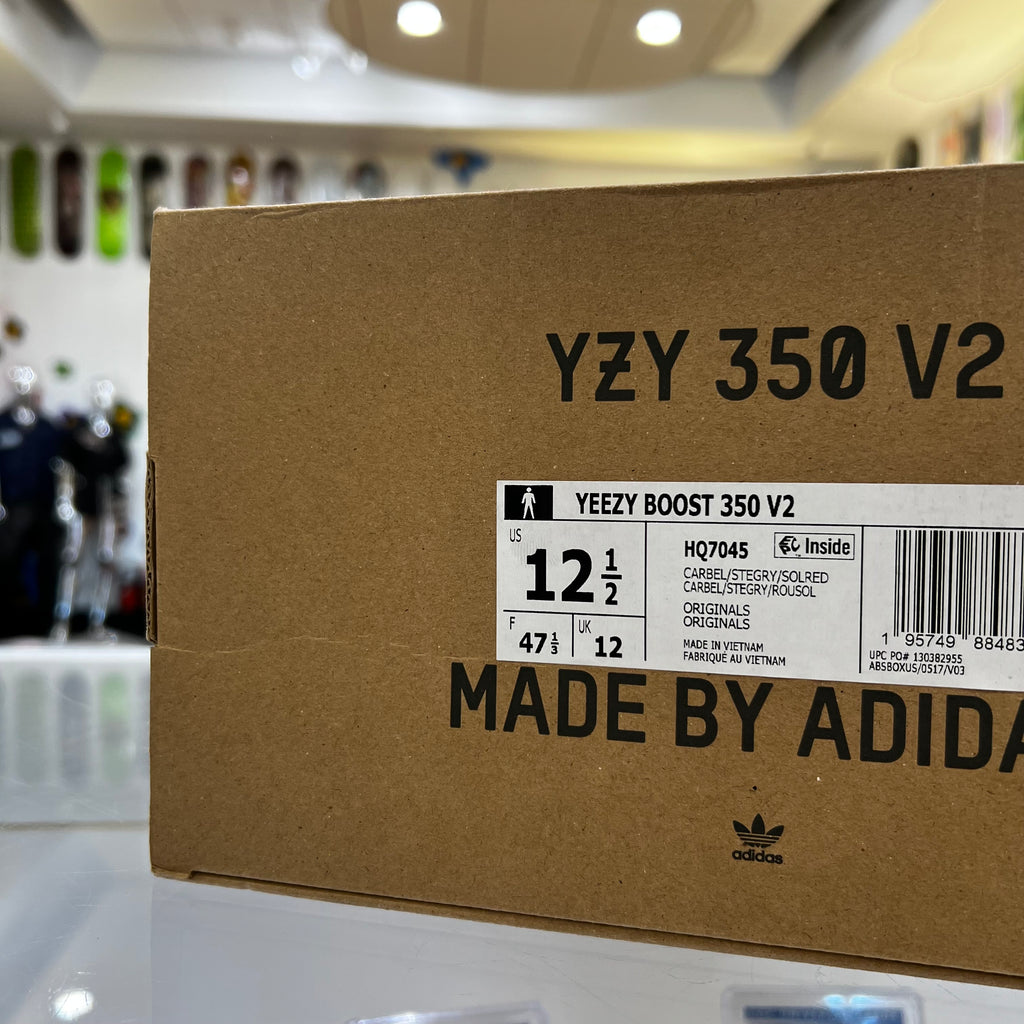 YZY 350 V2
YEEZY BOOST 350 V2
US
12 1/2
F
47 1/3
UK
12
HQ7045
Inside
CARBEL/STEGRY/SOLRED
CARBEL/STEGRY/ROUSOL
ORIGINALS
ORIGINALS
MADE IN VIETNAM
FABRIQUÉ AU VIETNAM
1 95749 88483
UPC PO# 130382955
ABSBOXUS/0517/V03
MADE BY ADIDA
adidas